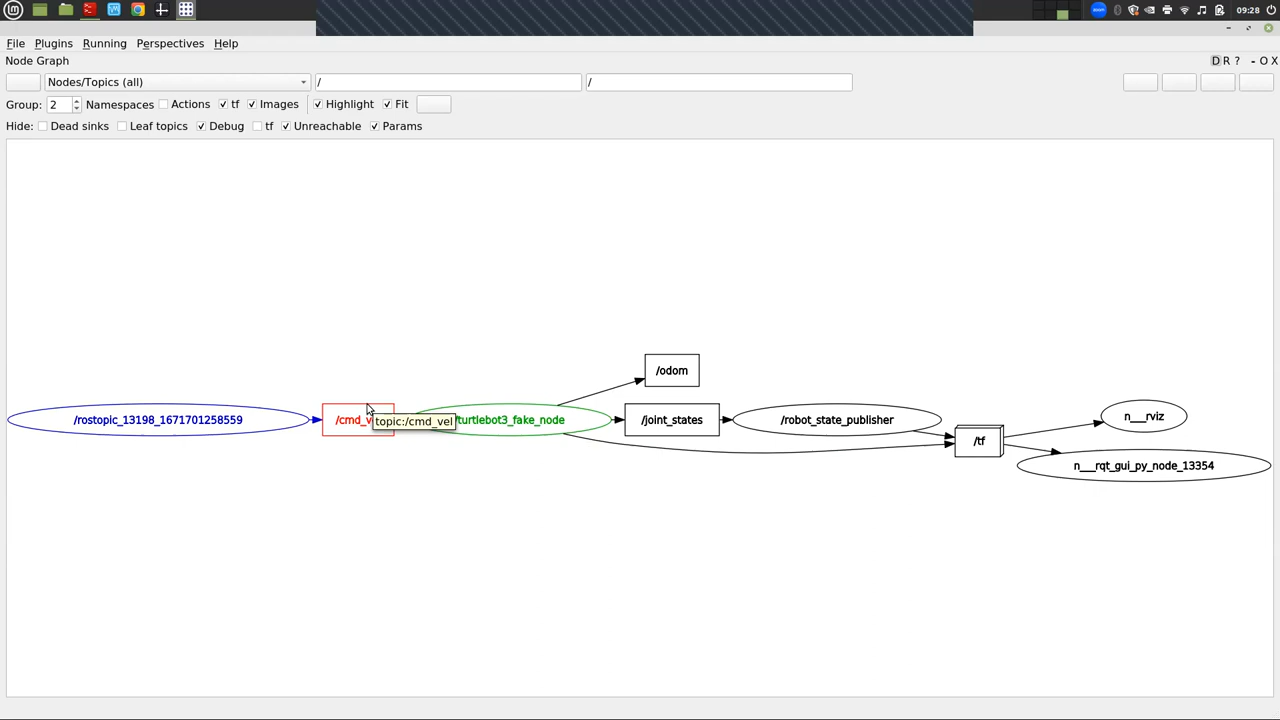 09:28
File Plugins Running Perspectives Help
Node Graph
D R ? - O X
Nodes/Topics (all) / /
Group: 2 Namespaces Actions tf Images Highlight Fit
Hide: Dead sinks Leaf topics Debug tf Unreachable Params
/odom
/rostopic_13198_1671701258559
/cmd_v
topic:/cmd_vel
turtlebot3_fake_node
/joint_states
/robot_state_publisher
/tf
n__rviz
n__rqt_gui_py_node_13354